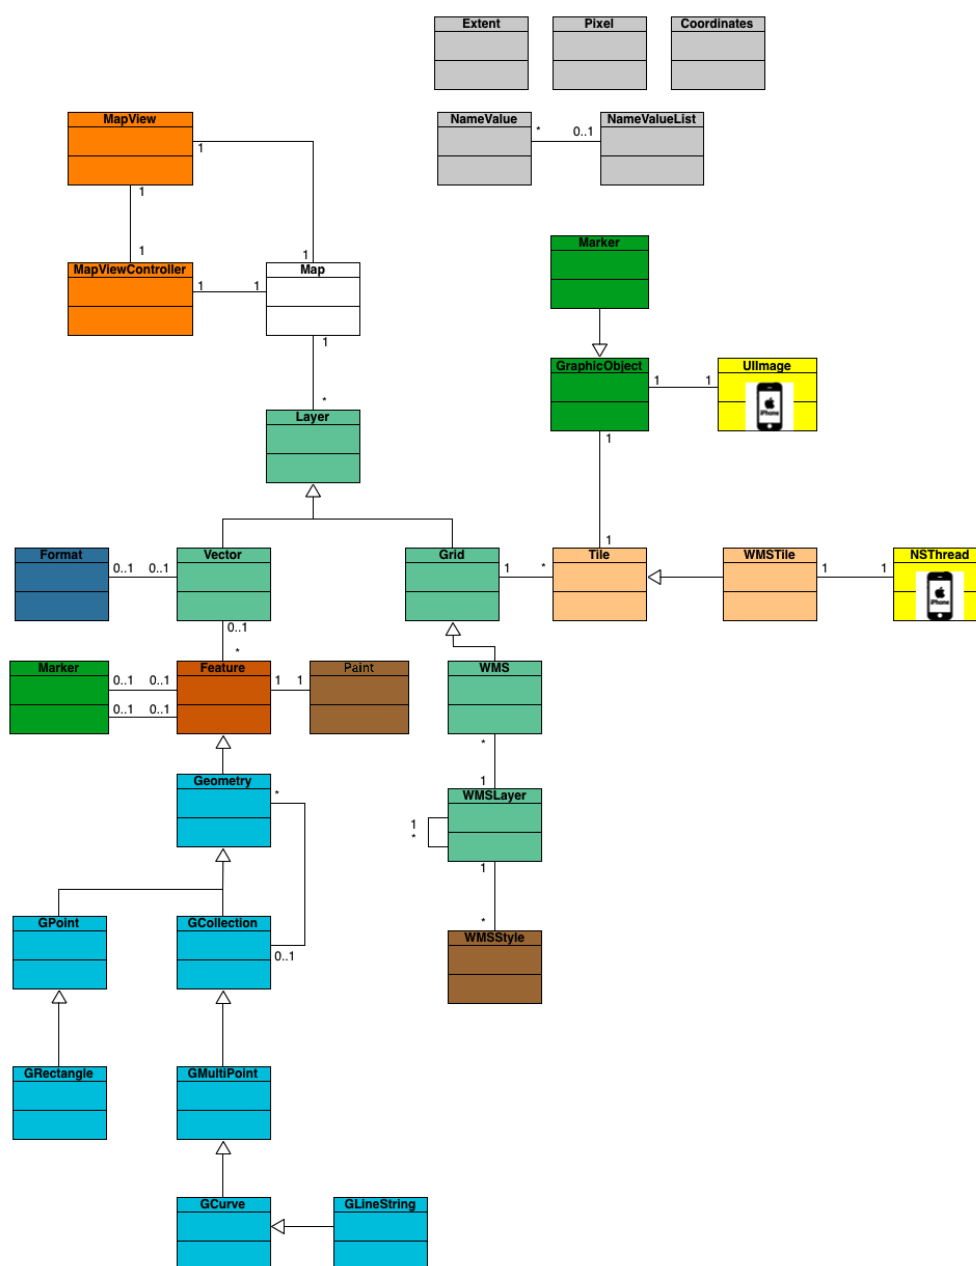 Extent Pixel Coordinates
MapView NameValue * 0..1 NameValueList
1
1
Marker
1
1 1
MapViewController 1 1 Map
1
GraphicObject 1 1 UIImage
iPhone
*
Layer
1
1
Format 0..1 0..1 Vector Grid 1 * Tile WMSTile 1 1 NSThread
iPhone
0..1
*
Marker 0..1 0..1 Feature 1 1 Paint WMS
0..1 0..1
*
Geometry 1
* WMSLayer
1
*
1
GPoint GCollection *
0..1 WMSStyle
GRectangle GMultiPoint
GCurve GLineString